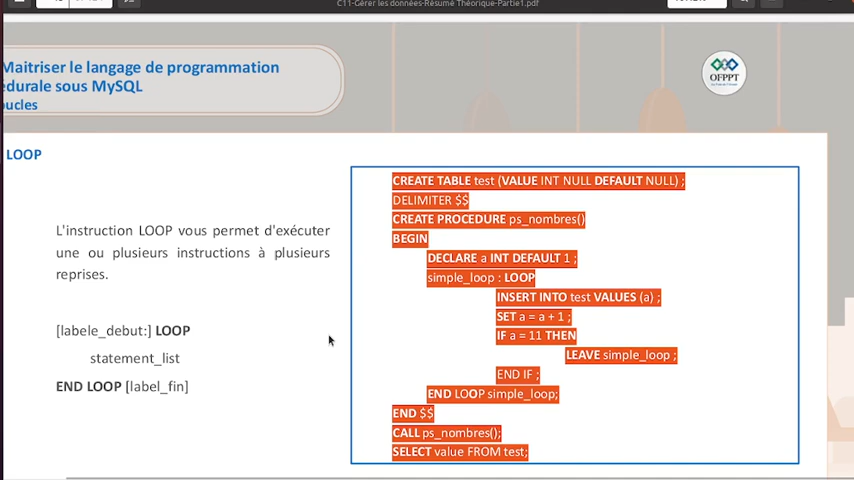 C11-Gérer les données-Résumé Théorique-Partie1.pdf
Maitriser le langage de programmation
édurale sous MySQL
oucles
OFPPT
LOOP
L'instruction LOOP vous permet d'exécuter
une ou plusieurs instructions à plusieurs
reprises.
[labele_debut:] LOOP
statement_list
END LOOP [label_fin]
CREATE TABLE test (VALUE INT NULL DEFAULT NULL) ;
DELIMITER $$
CREATE PROCEDURE ps_nombres()
BEGIN
DECLARE a INT DEFAULT 1 ;
simple_loop : LOOP
INSERT INTO test VALUES (a) ;
SET a = a + 1 ;
IF a = 11 THEN
LEAVE simple_loop ;
END IF ;
END LOOP simple_loop;
END $$
CALL ps_nombres();
SELECT value FROM test;